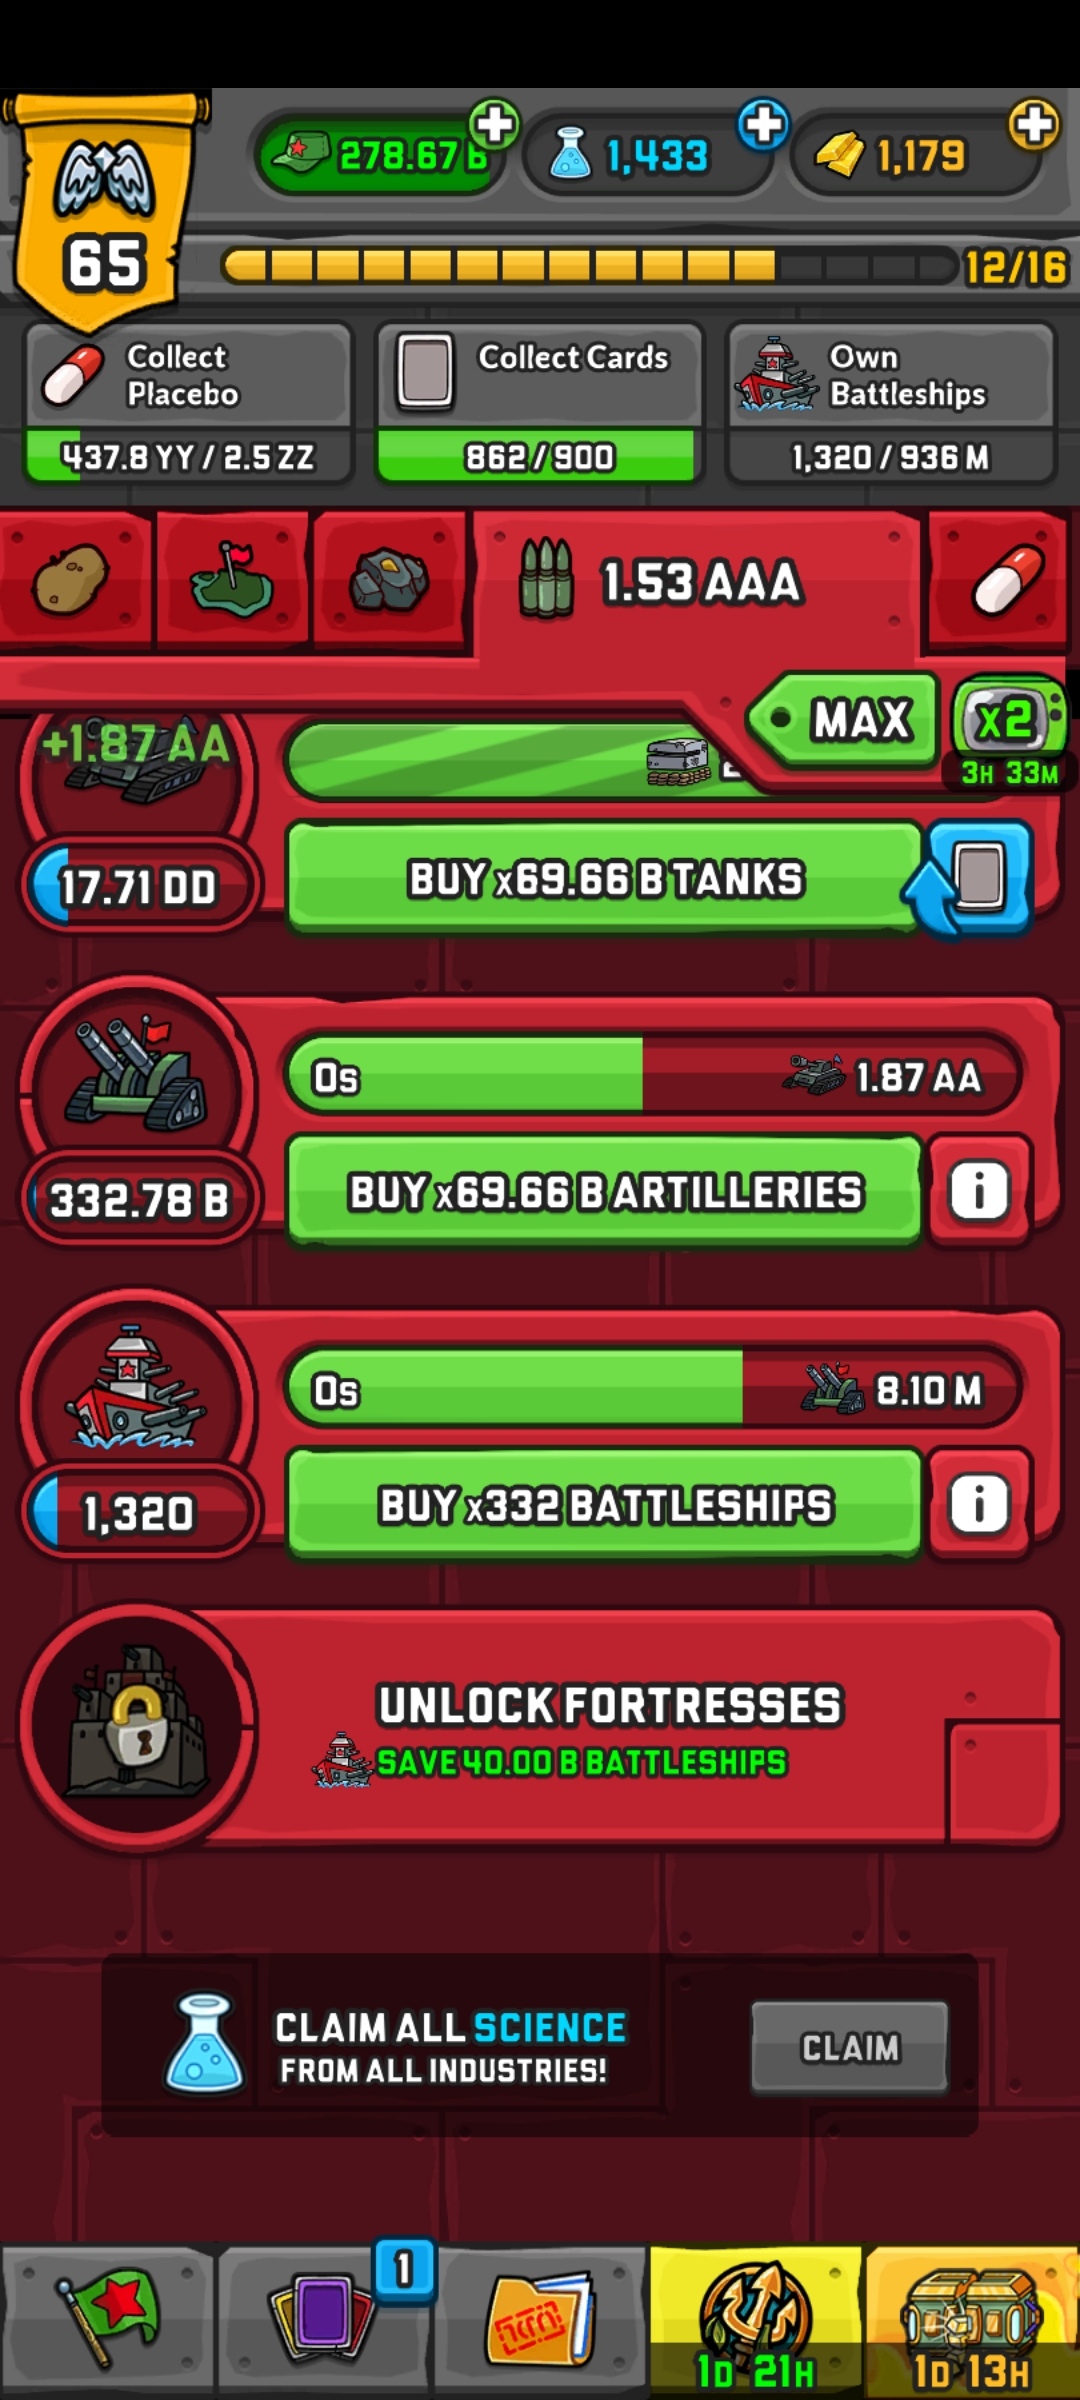 278.67 B
1,433
1,179
65
12/16
Collect
Placebo
437.8 YY / 2.5 ZZ
Collect Cards
862/900
Own
Battleships
1,320 / 936 M
1.53 AAA
MAX
x2
3H 33M
+1.87 AA
17.71 DD
BUY x69.66 B TANKS
0s
1.87 AA
332.78 B
BUY x69.66 B ARTILLERIES
i
0s
8.10 M
1,320
BUY x332 BATTLESHIPS
i
UNLOCK FORTRESSES
SAVE 40.00 B BATTLESHIPS
CLAIM ALL SCIENCE
FROM ALL INDUSTRIES!
CLAIM
1
1D 21H
1D 13H